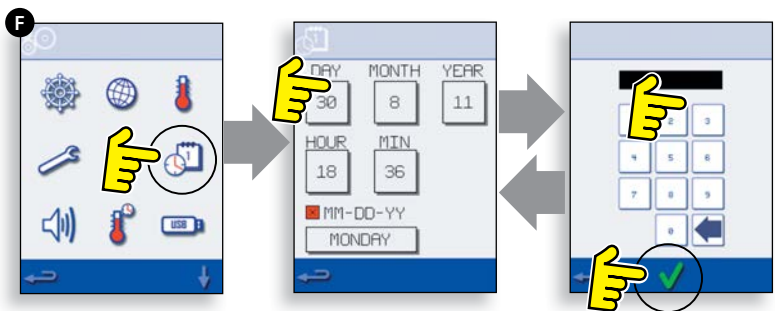 F
1
USB
1
DAY MONTH YEAR
30 8 11
HOUR MIN
18 36
MM-DD-YY
MONDAY
2 3
4 5 6
7 8 9
0